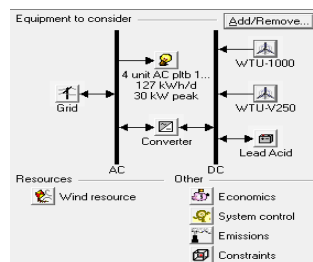 Equipment to consider
Add/Remove...
WTU-1000
4 unit AC pltb 1...
127 kWh/d
30 kW peak
Grid
WTU-V250
Converter
Lead Acid
AC
DC
Resources
Other
Wind resource
Economics
System control
Emissions
Constraints